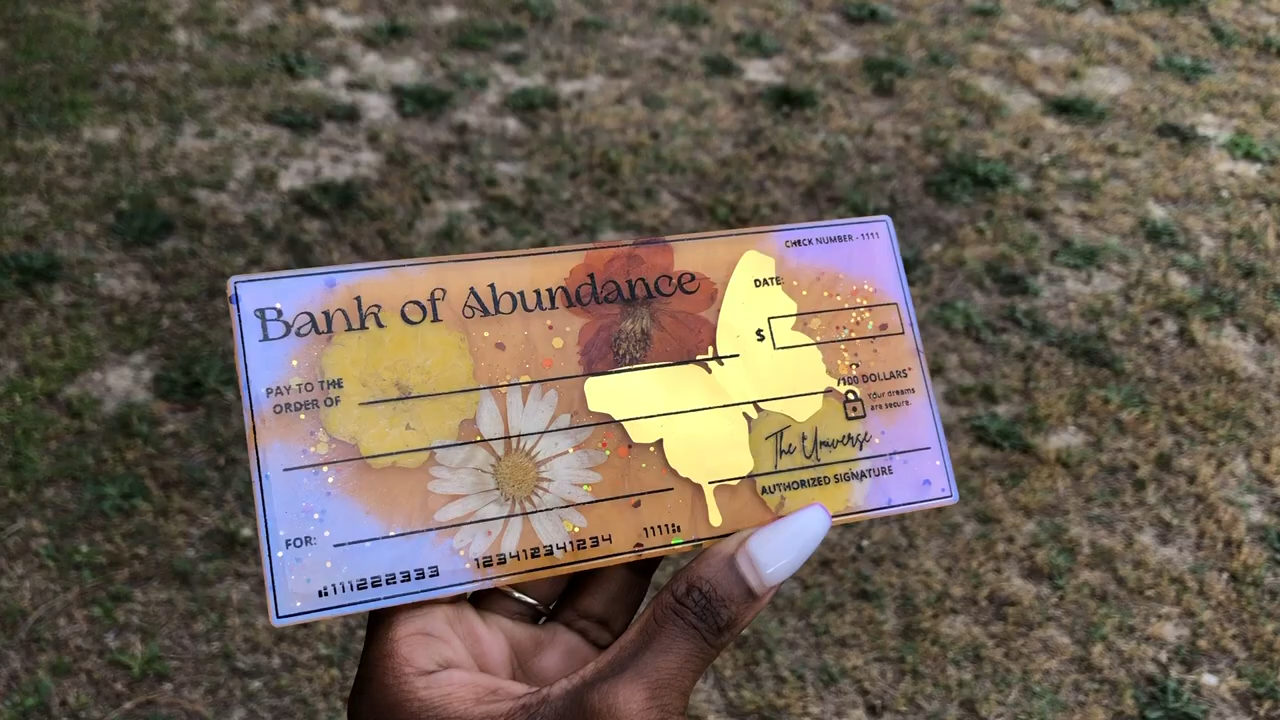 CHECK NUMBER - 1111
Bank of Abundance
DATE:
$
PAY TO THE
ORDER OF
/100 DOLLARS*
Your dreams
are secure.
The Universe
AUTHORIZED SIGNATURE
FOR:
⑆111222333 123412341234 1111⑆